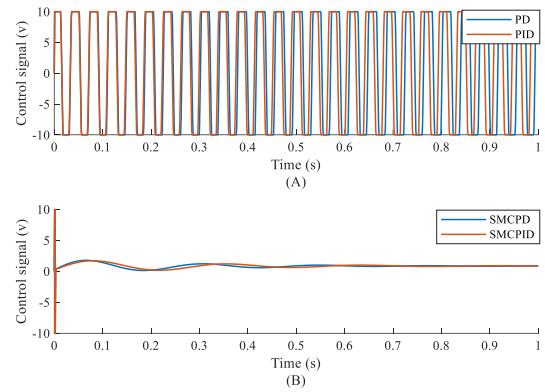 10
5
0
-5
-10
Control signal (v)
PD
PID
0 0.1 0.2 0.3 0.4 0.5 0.6 0.7 0.8 0.9 1
Time (s)
(A)
10
5
0
-5
-10
Control signal (v)
SMCPD
SMCPID
0 0.1 0.2 0.3 0.4 0.5 0.6 0.7 0.8 0.9 1
Time (s)
(B)